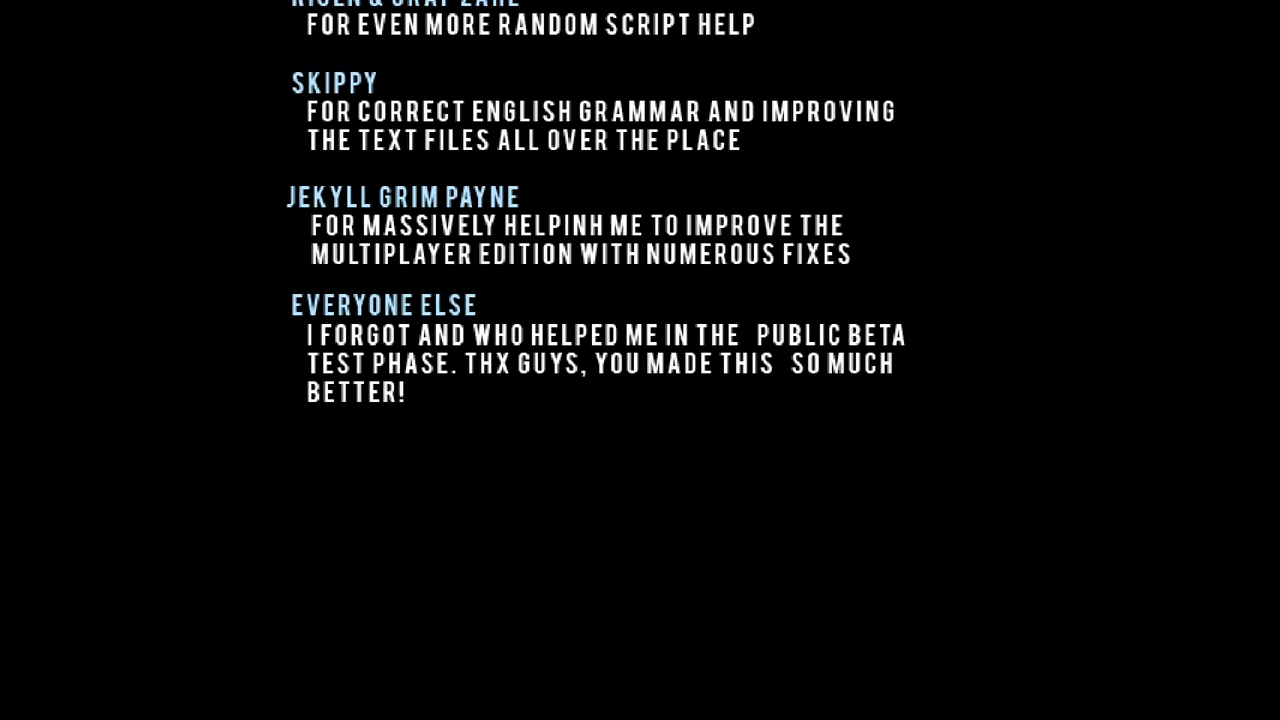 FOR EVEN MORE RANDOM SCRIPT HELP
SKIPPY
FOR CORRECT ENGLISH GRAMMAR AND IMPROVING
THE TEXT FILES ALL OVER THE PLACE
JEKYLL GRIM PAYNE
FOR MASSIVELY HELPINH ME TO IMPROVE THE
MULTIPLAYER EDITION WITH NUMEROUS FIXES
EVERYONE ELSE
I FORGOT AND WHO HELPED ME IN THE PUBLIC BETA
TEST PHASE. THX GUYS, YOU MADE THIS SO MUCH
BETTER!